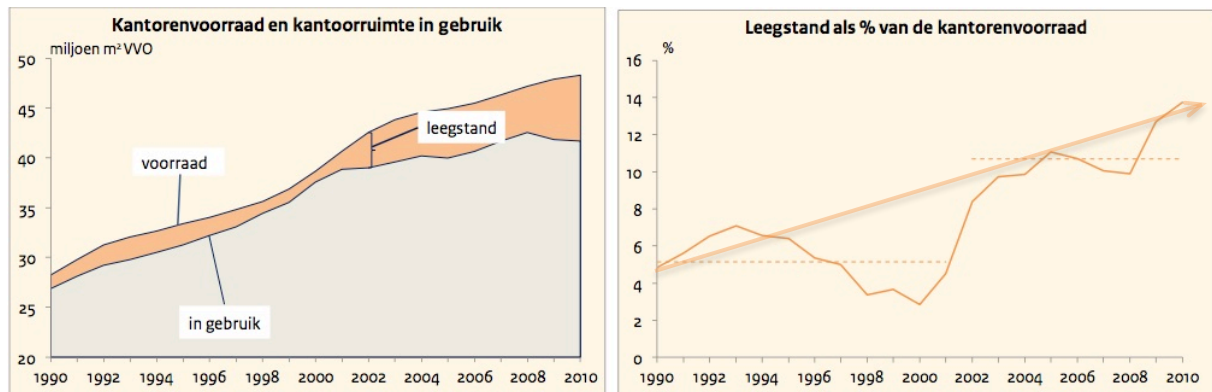 Kantorenvoorraad en kantoorruimte in gebruik
miljoen m² VVO
50
45
40
35
30
25
20
leegstand
voorraad
in gebruik
1990 1992 1994 1996 1998 2000 2002 2004 2006 2008 2010
Leegstand als % van de kantorenvoorraad
%
16
14
12
10
8
6
4
2
0
1990 1992 1994 1996 1998 2000 2002 2004 2006 2008 2010